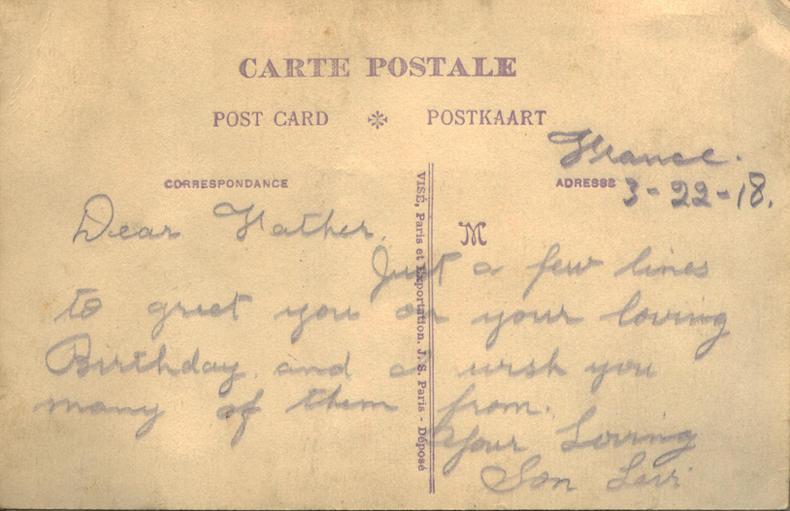 CARTE POSTALE
POST CARD POSTKAART
France.
CORRESPONDANCE
ADRESSE
3-22-18.
Dear Father.
M
Just a few lines
to greet you on your loving
Birthday. and wish you
many of them from.
Your Loving
Son Levi
VISÉ, Paris et Exportation. J. S. Paris - Déposé